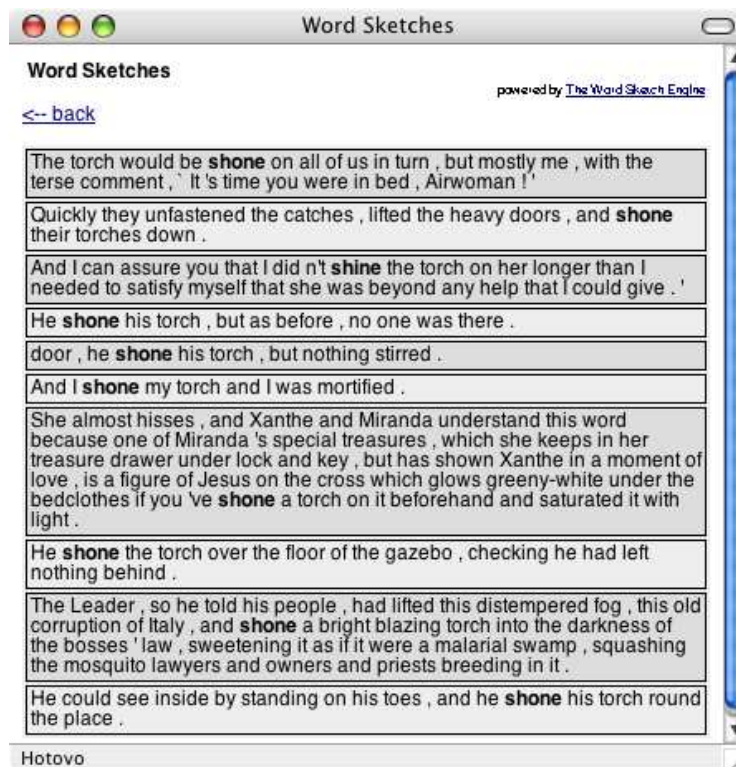 Word Sketches
Word Sketches
powered by The Word Sketch Engine
<-- back
The torch would be shone on all of us in turn , but mostly me , with the
terse comment , ` It 's time you were in bed , Airwoman ! '
Quickly they unfastened the catches , lifted the heavy doors , and shone
their torches down .
And I can assure you that I did n't shine the torch on her longer than I
needed to satisfy myself that she was beyond any help that I could give . '
He shone his torch , but as before , no one was there .
door , he shone his torch , but nothing stirred .
And I shone my torch and I was mortified .
She almost hisses , and Xanthe and Miranda understand this word
because one of Miranda 's special treasures , which she keeps in her
treasure drawer under lock and key , but has shown Xanthe in a moment of
love , is a figure of Jesus on the cross which glows greeny-white under the
bedclothes if you 've shone a torch on it beforehand and saturated it with
light .
He shone the torch over the floor of the gazebo , checking he had left
nothing behind .
The Leader , so he told his people , had lifted this distempered fog , this old
corruption of Italy , and shone a bright blazing torch into the darkness of
the bosses ' law , sweetening it as if it were a malarial swamp , squashing
the mosquito lawyers and owners and priests breeding in it .
He could see inside by standing on his toes , and he shone his torch round
the place .
Hotovo